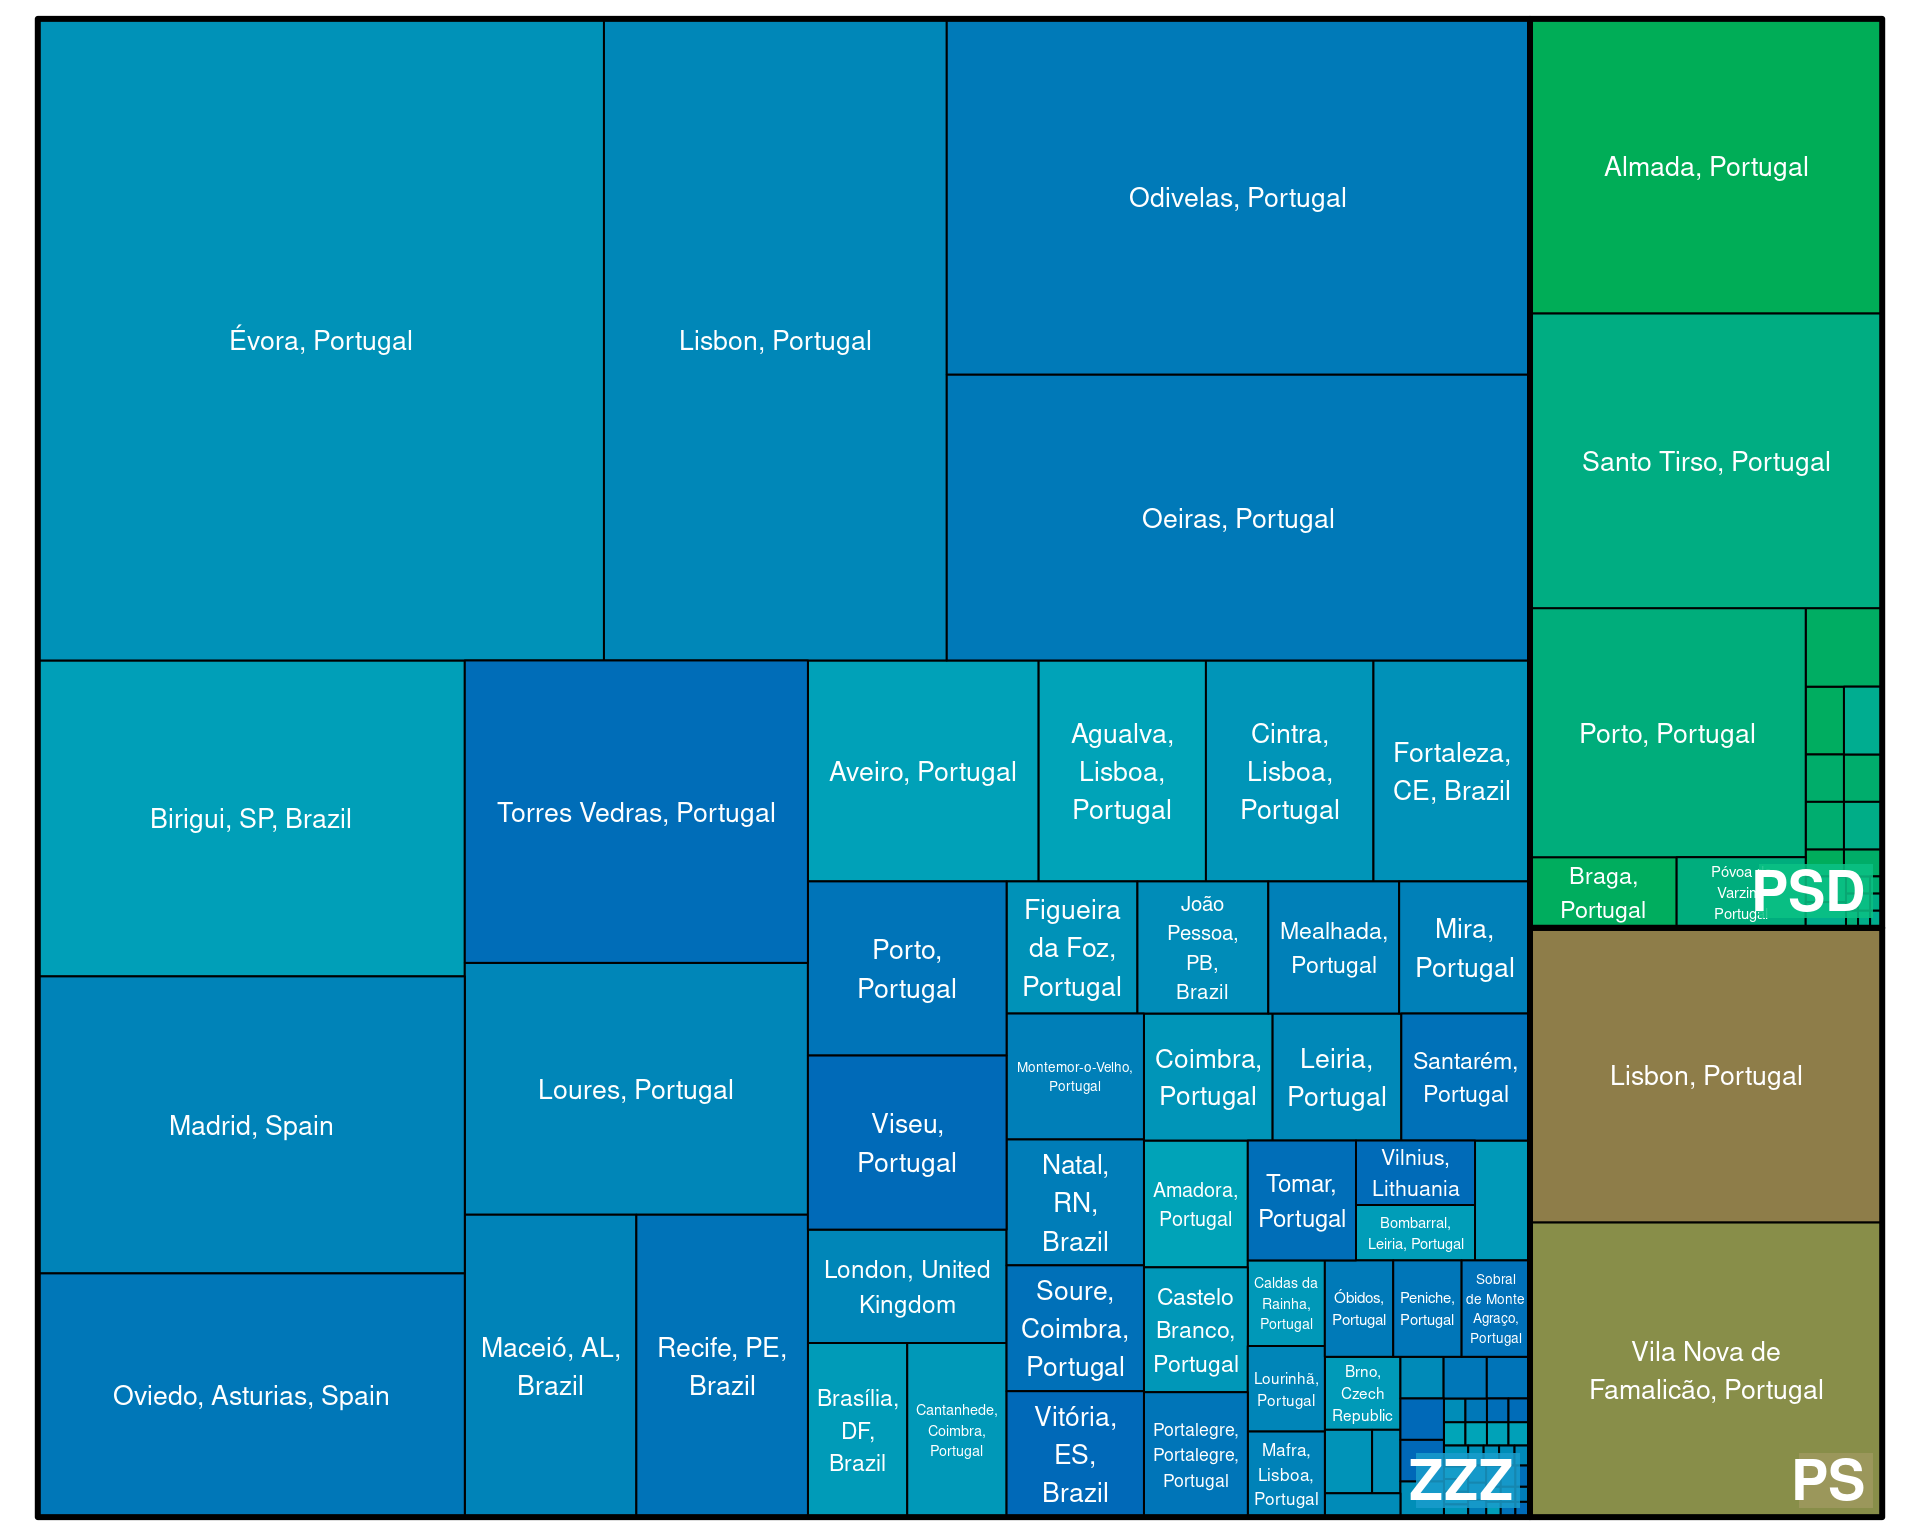 Évora, Portugal
Lisbon, Portugal
Odivelas, Portugal
Oeiras, Portugal
Birigui, SP, Brazil
Madrid, Spain
Oviedo, Asturias, Spain
Torres Vedras, Portugal
Loures, Portugal
Maceió, AL,
Brazil
Recife, PE,
Brazil
Aveiro, Portugal
Agualva,
Lisboa,
Portugal
Cintra,
Lisboa,
Portugal
Fortaleza,
CE, Brazil
Porto,
Portugal
Viseu,
Portugal
London, United
Kingdom
Brasília,
DF,
Brazil
Cantanhede,
Coimbra,
Portugal
Figueira
da Foz,
Portugal
João
Pessoa,
PB,
Brazil
Mealhada,
Portugal
Mira,
Portugal
Montemor-o-Velho,
Portugal
Natal,
RN,
Brazil
Soure,
Coimbra,
Portugal
Vitória,
ES,
Brazil
Coimbra,
Portugal
Leiria,
Portugal
Santarém,
Portugal
Amadora,
Portugal
Castelo
Branco,
Portugal
Portalegre,
Portalegre,
Portugal
Tomar,
Portugal
Vilnius,
Lithuania
Bombarral,
Leiria, Portugal
Caldas da
Rainha,
Portugal
Lourinhã,
Portugal
Mafra,
Lisboa,
Portugal
Óbidos,
Portugal
Peniche,
Portugal
Sobral
de Monte
Agraço,
Portugal
Brno,
Czech
Republic
ZZZ
Almada, Portugal
Santo Tirso, Portugal
Porto, Portugal
Braga,
Portugal
Póvoa
Varzim
Portugal
PSD
Lisbon, Portugal
Vila Nova de
Famalicão, Portugal
PS